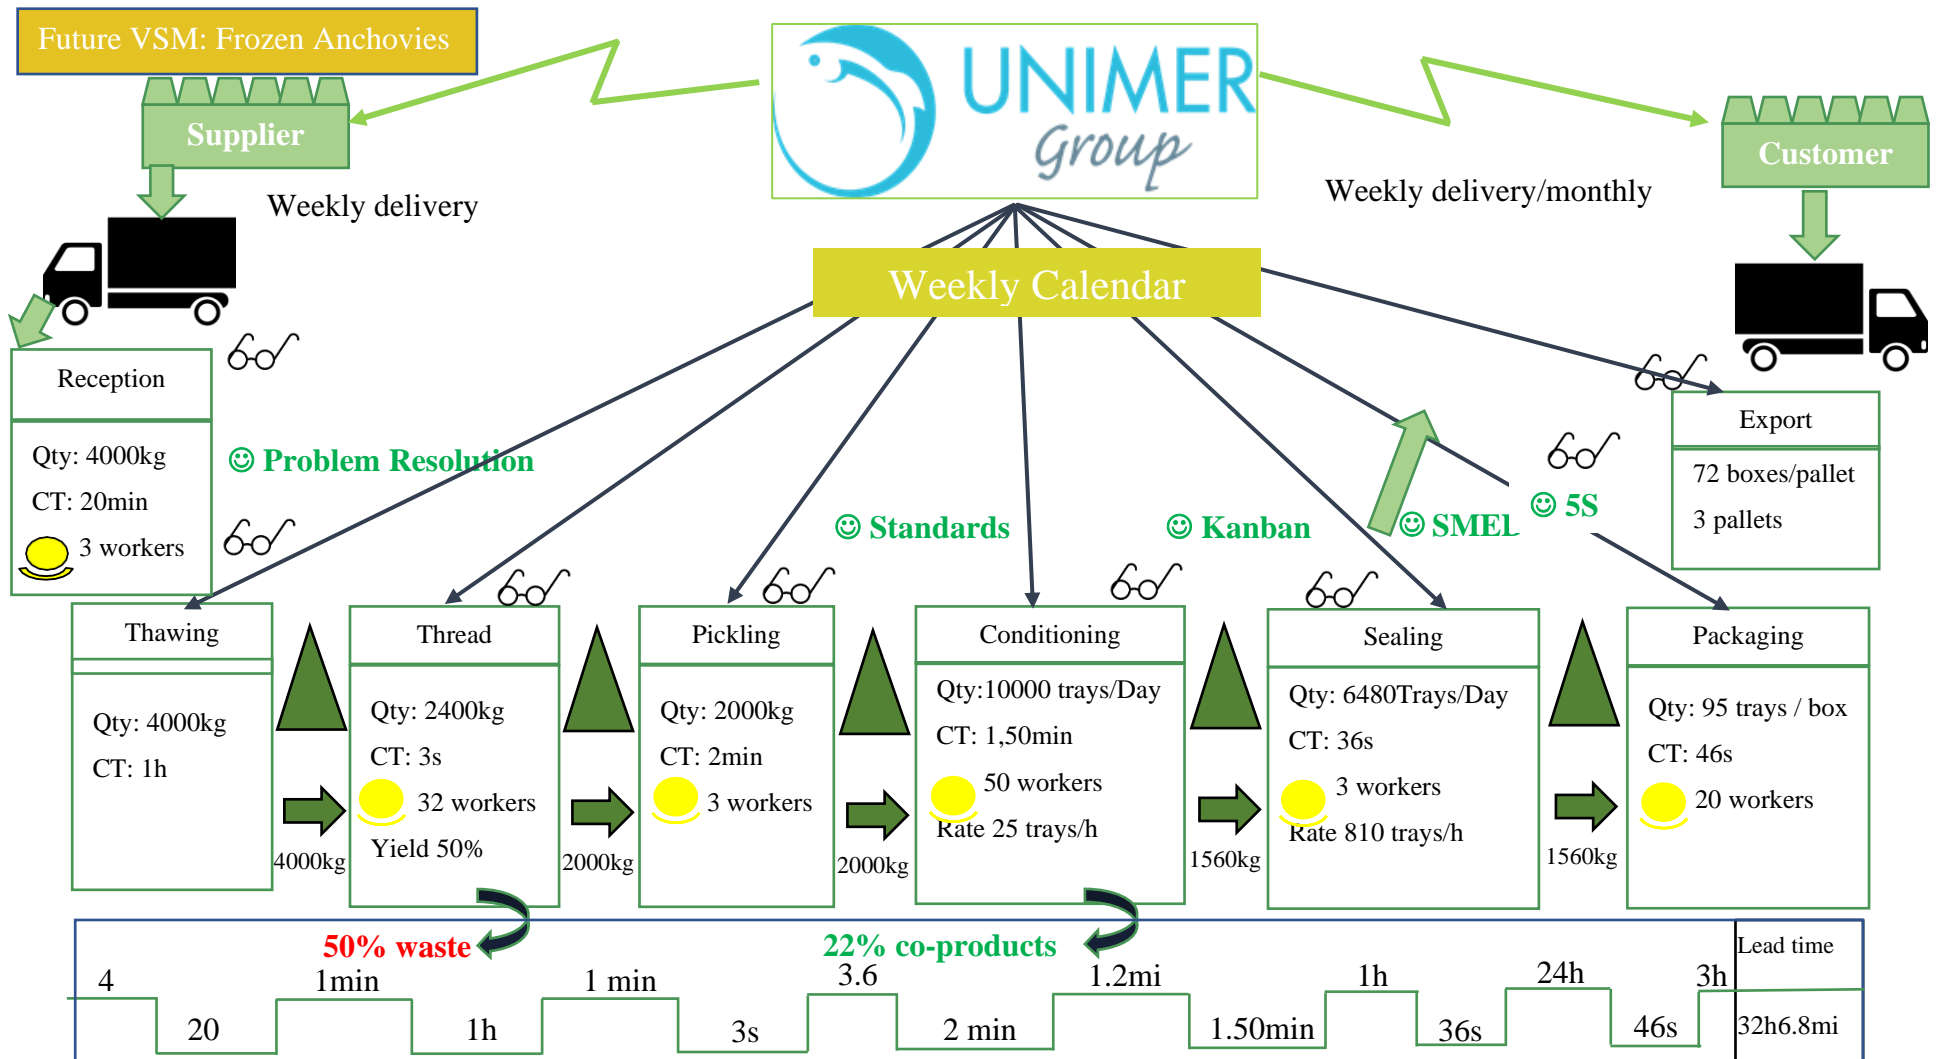 Future VSM: Frozen Anchovies
UNIMER
Group
Supplier
Customer
Weekly delivery
Weekly delivery/monthly
Weekly Calendar
Reception
Qty: 4000kg
CT: 20min
3 workers
Export
72 boxes/pallet
3 pallets
Problem Resolution
Standards
Kanban
SMED
5S
Thawing
Qty: 4000kg
CT: 1h
4000kg
Thread
Qty: 2400kg
CT: 3s
32 workers
Yield 50%
2000kg
Pickling
Qty: 2000kg
CT: 2min
3 workers
2000kg
Conditioning
Qty:10000 trays/Day
CT: 1,50min
50 workers
Rate 25 trays/h
1560kg
Sealing
Qty: 6480Trays/Day
CT: 36s
3 workers
Rate 810 trays/h
1560kg
Packaging
Qty: 95 trays / box
CT: 46s
20 workers
50% waste
22% co-products
Lead time
4
1min
1 min
3.6
1.2mi
1h
24h
3h
20
1h
3s
2 min
1.50min
36s
46s
32h6.8mi